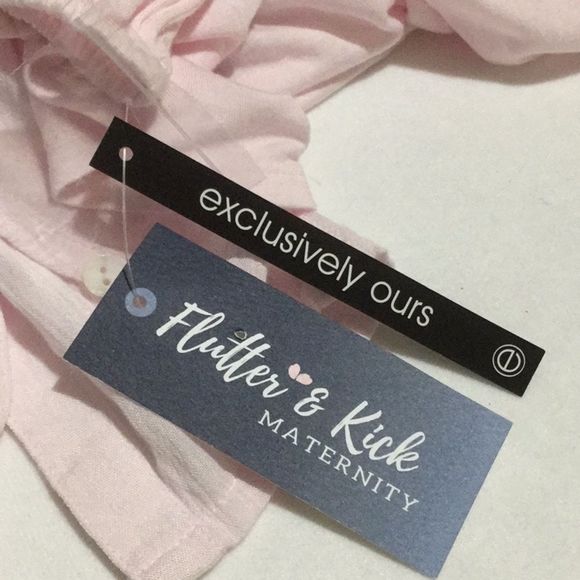 exclusively ours
e
Flutter & Kick
MATERNITY